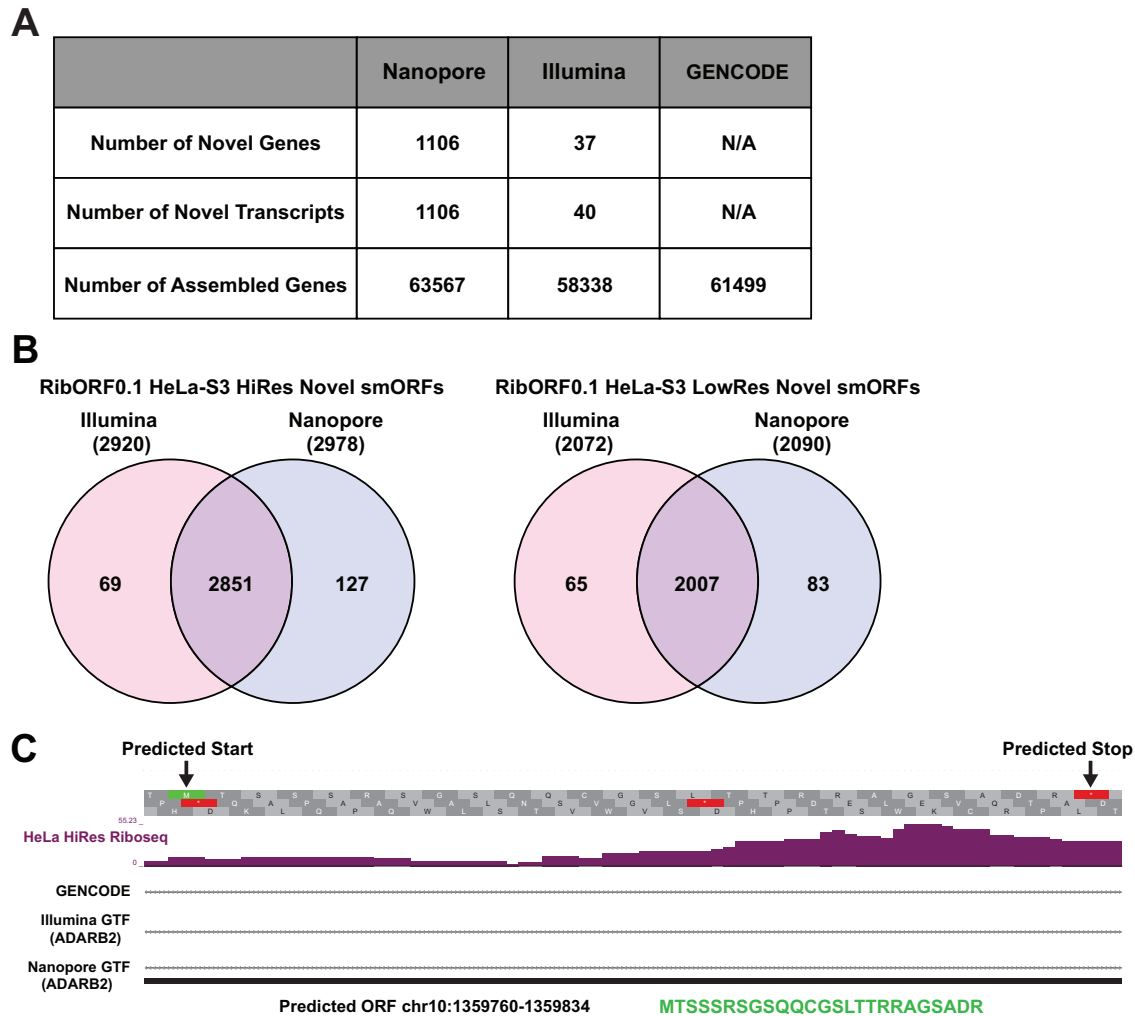 A
Nanopore Illumina GENCODE
Number of Novel Genes 1106 37 N/A
Number of Novel Transcripts 1106 40 N/A
Number of Assembled Genes 63567 58338 61499
B
RibORF0.1 HeLa-S3 HiRes Novel smORFs
Illumina
(2920)
Nanopore
(2978)
69 2851 127
RibORF0.1 HeLa-S3 LowRes Novel smORFs
Illumina
(2072)
Nanopore
(2090)
65 2007 83
C
Predicted Start
Predicted Stop
T M T S S S R S G S Q Q C G S L T T R R A G S A D R *
P * Q A P A P A A S V G A S L N S V V G V L * P P D R E A L G E S V A Q T R A L D
H D K L Q P Q W L S T V W V S D H P T S W K C R P L T
55.23
HeLa HiRes Riboseq
0
GENCODE
Illumina GTF
(ADARB2)
Nanopore GTF
(ADARB2)
Predicted ORF chr10:1359760-1359834
MTSSSRSGSQQCGSLTTRRAGSADR